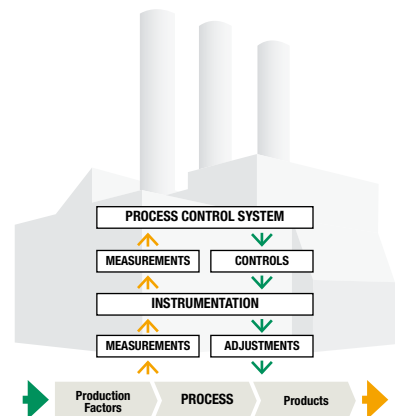 PROCESS CONTROL SYSTEM
MEASUREMENTS
CONTROLS
INSTRUMENTATION
MEASUREMENTS
ADJUSTMENTS
Production
Factors
PROCESS
Products